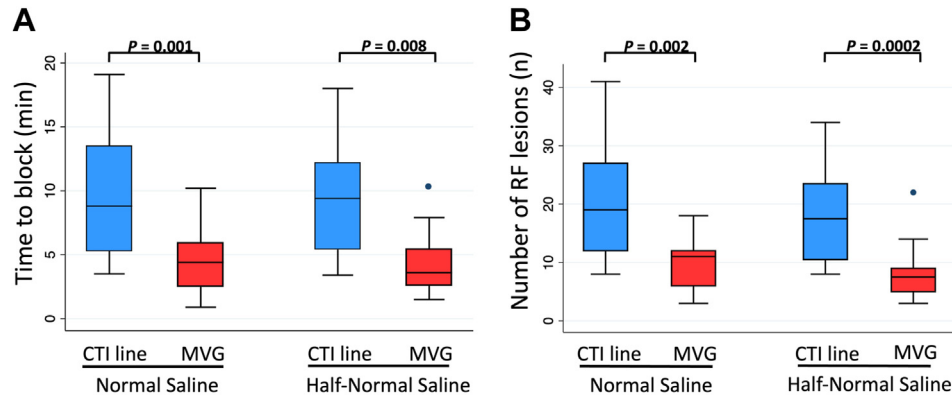 A
P = 0.001
P = 0.008
Time to block (min)
20
15
10
5
0
CTI line MVG CTI line MVG
Normal Saline Half-Normal Saline
B
P = 0.002
P = 0.0002
Number of RF lesions (n)
40
30
20
10
0
CTI line MVG CTI line MVG
Normal Saline Half-Normal Saline